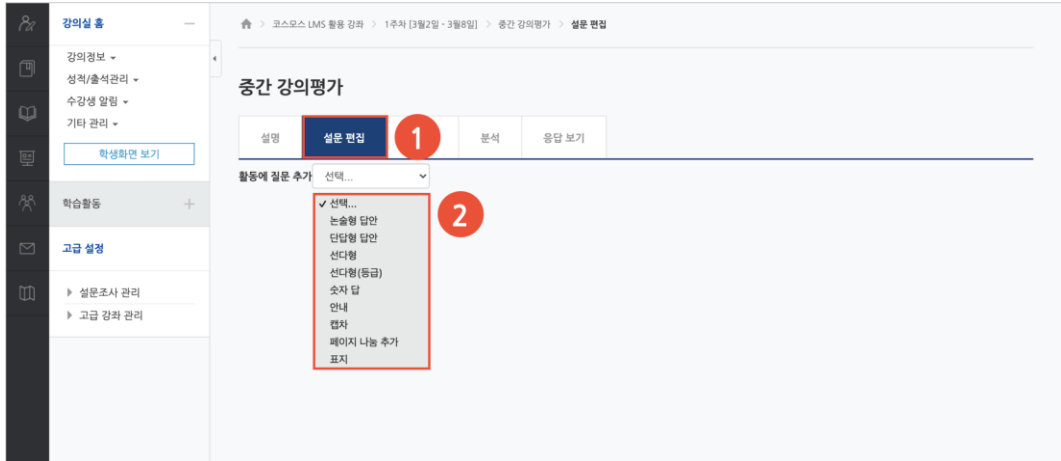 강의실 홈
강의정보
성적/출석관리
수강생 알림
기타 관리
학생화면 보기
학습활동
고급 설정
설문조사 관리
고급 강좌 관리
코스모스 LMS 활용 강좌 > 1주차 [3월2일 - 3월8일] > 중간 강의평가 > 설문 편집
중간 강의평가
설명 설문 편집 1 분석 응답 보기
활동에 질문 추가 선택...
2
✓ 선택...
논술형 답안
단답형 답안
선다형
선다형(등급)
숫자 답
안내
캡차
페이지 나눔 추가
표지